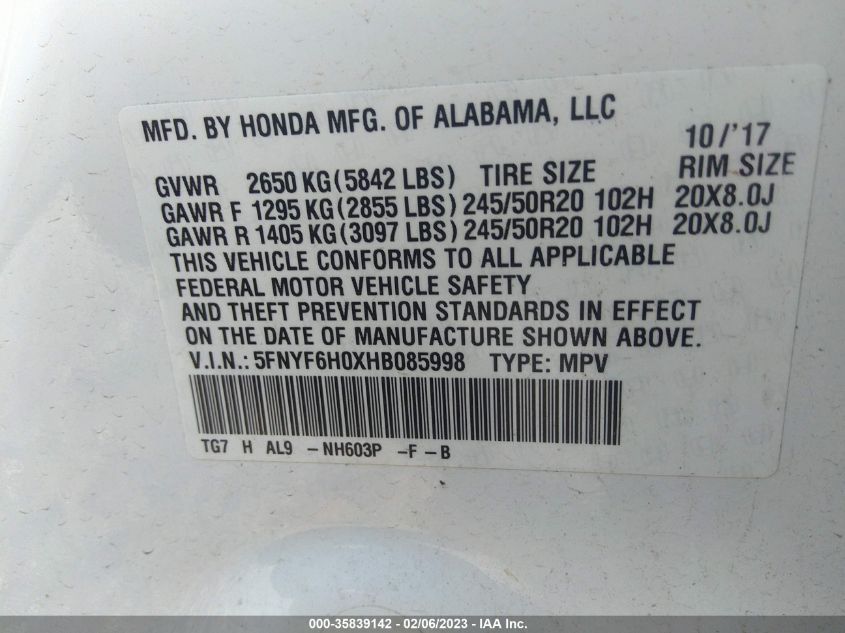 MFD. BY HONDA MFG. OF ALABAMA, LLC
10/'17
GVWR 2650 KG(5842 LBS) TIRE SIZE RIM SIZE
GAWR F 1295 KG(2855 LBS) 245/50R20 102H 20X8.0J
GAWR R 1405 KG(3097 LBS) 245/50R20 102H 20X8.0J
THIS VEHICLE CONFORMS TO ALL APPLICABLE
FEDERAL MOTOR VEHICLE SAFETY
AND THEFT PREVENTION STANDARDS IN EFFECT
ON THE DATE OF MANUFACTURE SHOWN ABOVE.
V.I.N.: 5FNYF6H0XHB085998 TYPE: MPV
TG7 H AL9 -NH603P -F-B
000-35839142 - 02/06/2023 - IAAI.COM